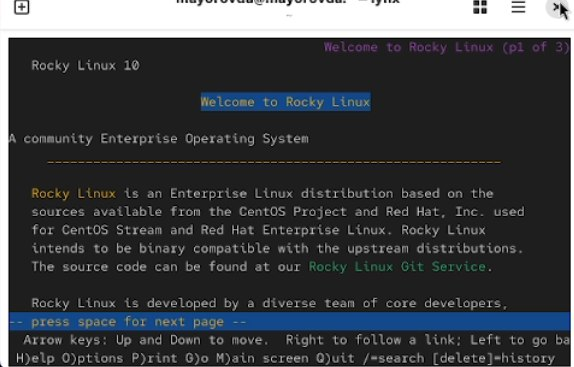 Welcome to Rocky Linux (p1 of 3)
Rocky Linux 10
Welcome to Rocky Linux
A community Enterprise Operating System
Rocky Linux is an Enterprise Linux distribution based on the
sources available from the CentOS Project and Red Hat, Inc. used
for CentOS Stream and Red Hat Enterprise Linux. Rocky Linux
intends to be binary compatible with the upstream distributions.
The source code can be found at our Rocky Linux Git Service.
Rocky Linux is developed by a diverse team of core developers,
-- press space for next page --
Arrow keys: Up and Down to move.  Right to follow a link; Left to go ba
H)elp O)ptions P)rint G)o M)ain screen Q)uit /=search [delete]=history